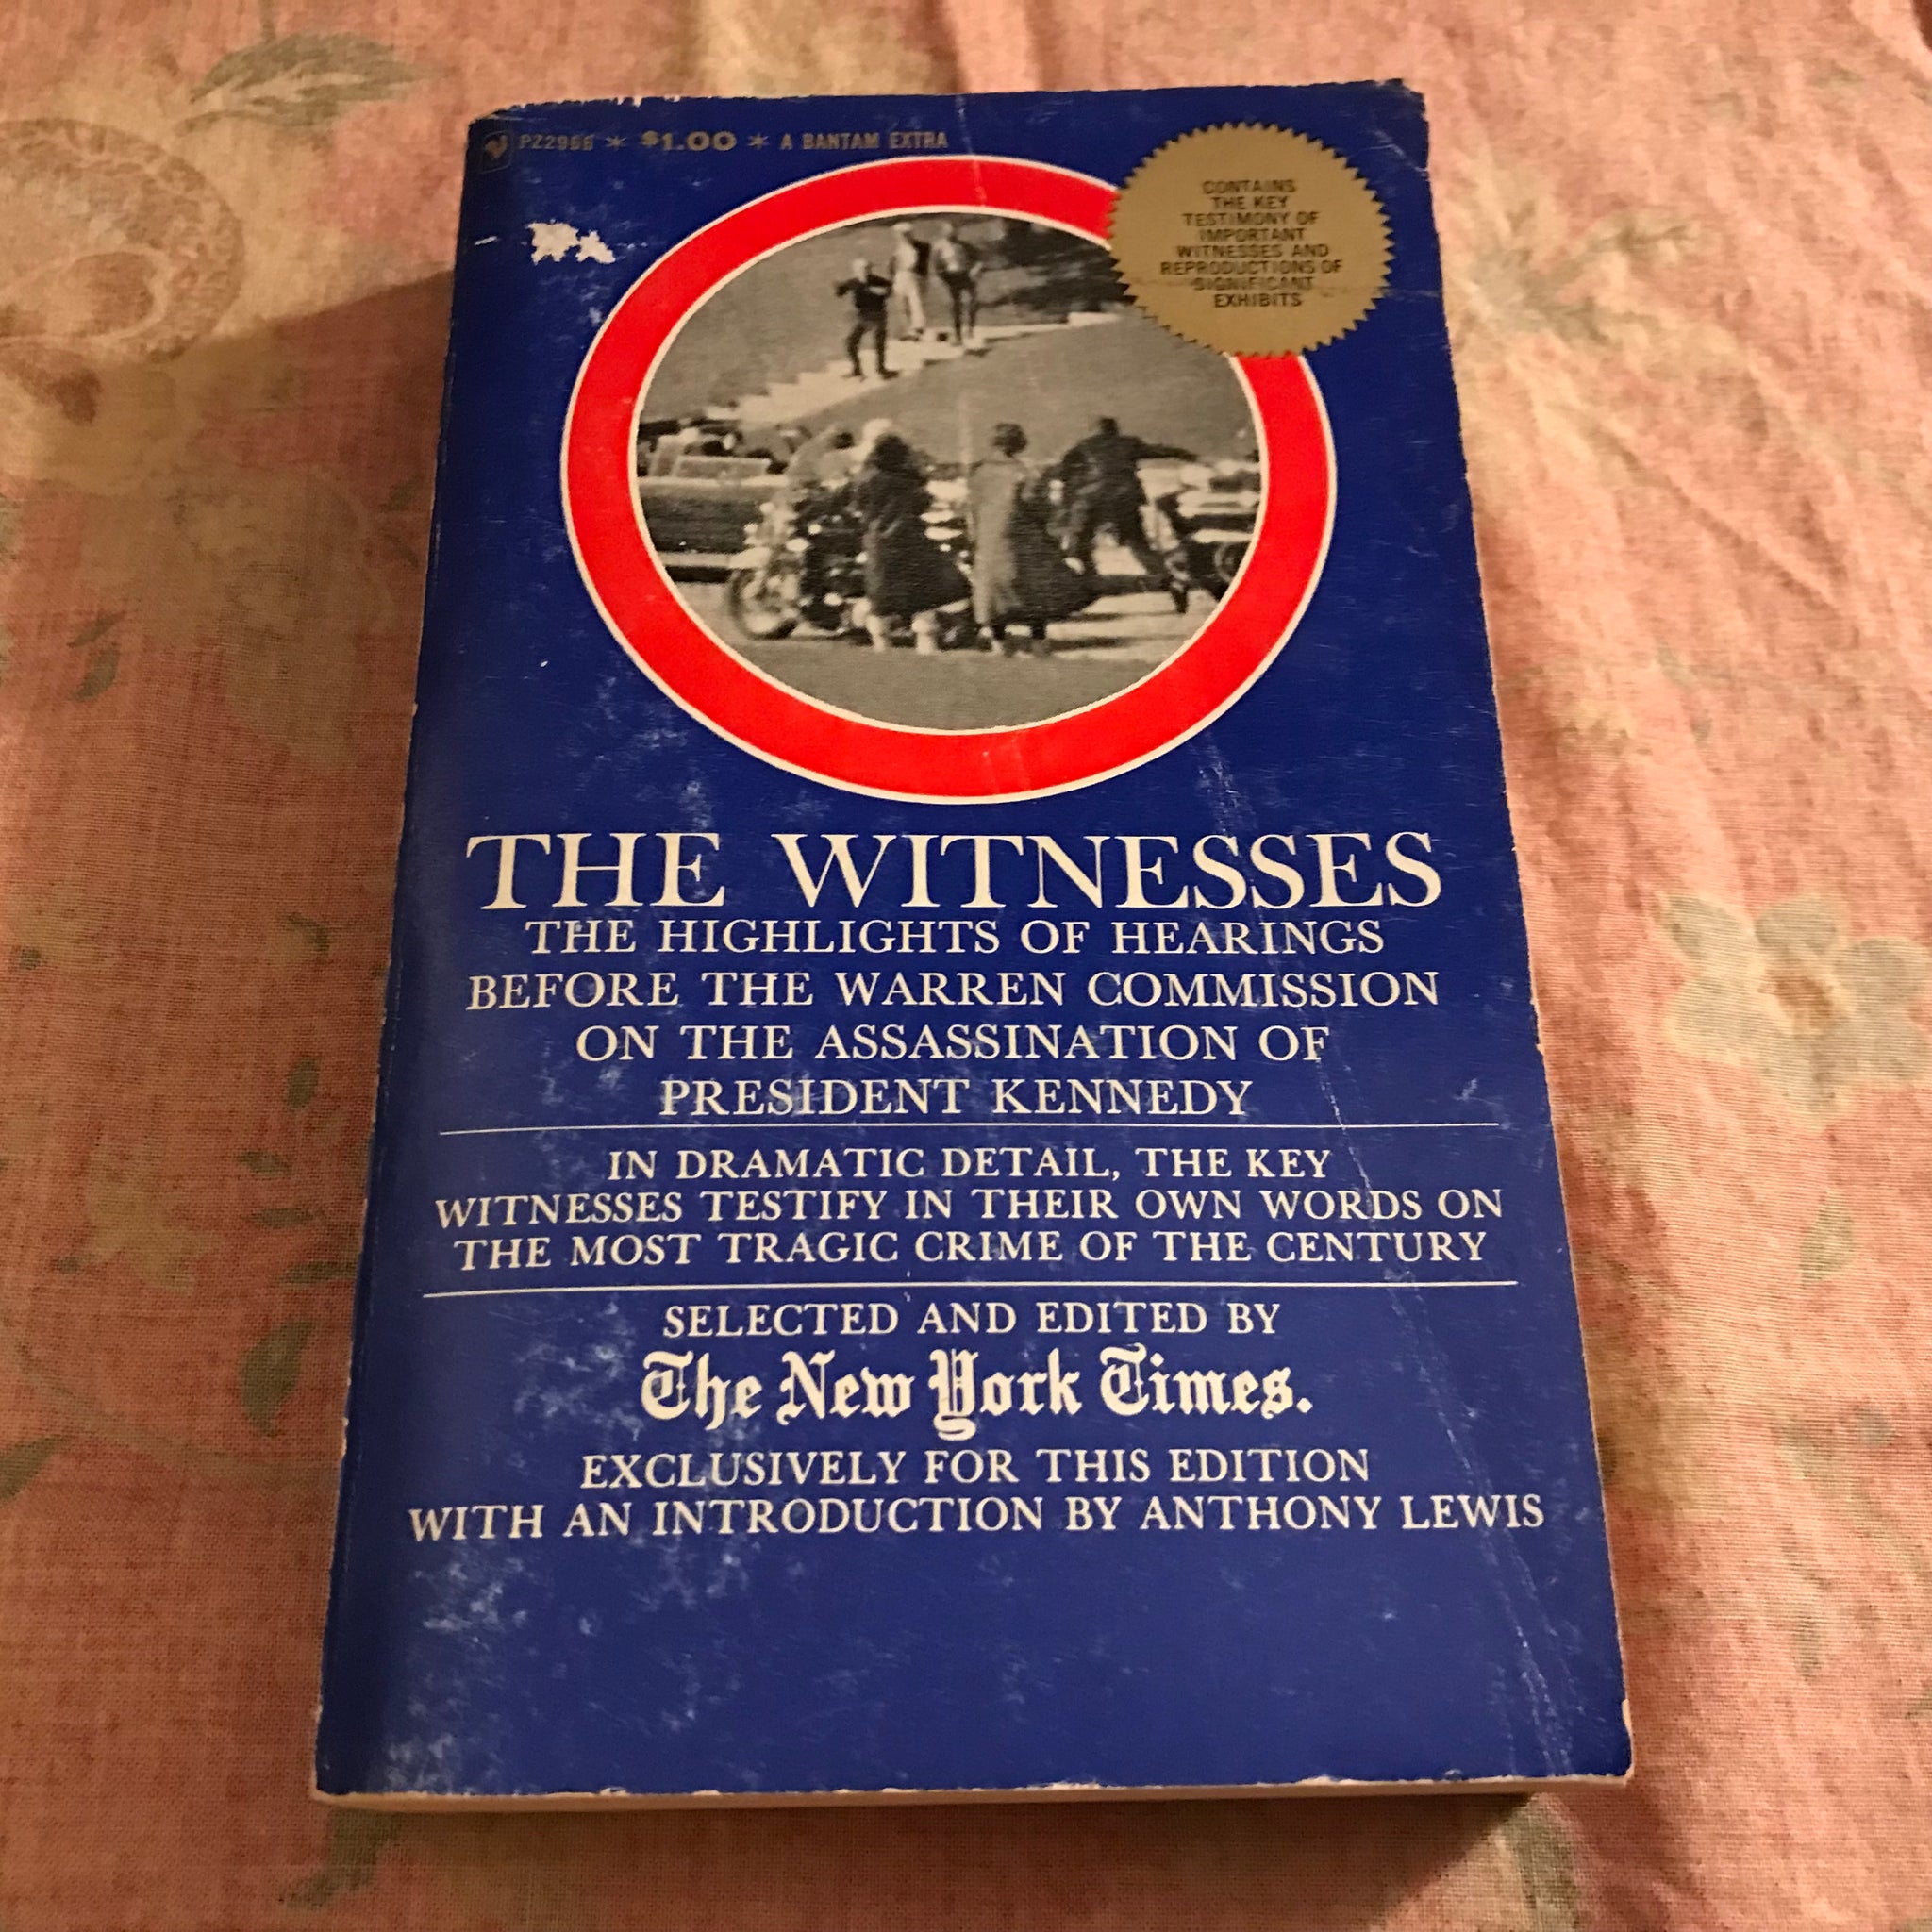 PZ2966 * $1.00 * A BANTAM EXTRA
CONTAINS
THE KEY
TESTIMONY OF
IMPORTANT
WITNESSES AND
REPRODUCTIONS OF
SIGNIFICANT
EXHIBITS
THE WITNESSES
THE HIGHLIGHTS OF HEARINGS
BEFORE THE WARREN COMMISSION
ON THE ASSASSINATION OF
PRESIDENT KENNEDY
IN DRAMATIC DETAIL, THE KEY
WITNESSES TESTIFY IN THEIR OWN WORDS ON
THE MOST TRAGIC CRIME OF THE CENTURY
SELECTED AND EDITED BY
The New York Times.
EXCLUSIVELY FOR THIS EDITION
WITH AN INTRODUCTION BY ANTHONY LEWIS